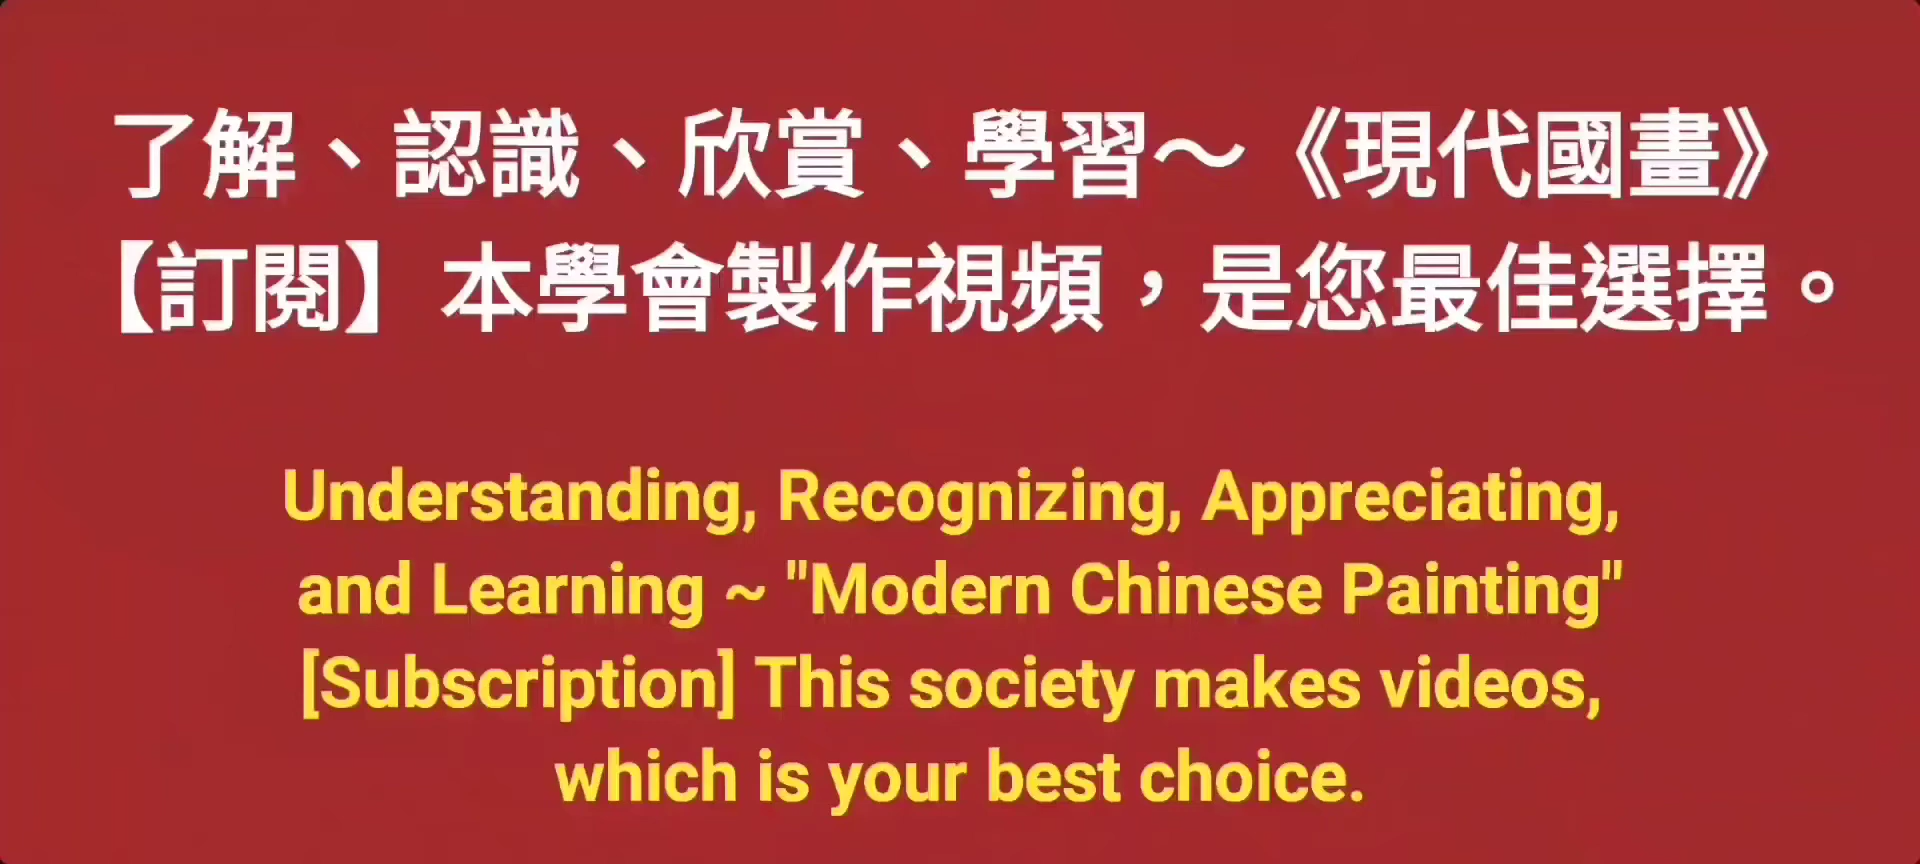 了解、認識、欣賞、學習～《現代國畫》
【訂閱】本學會製作視頻，是您最佳選擇。
Understanding, Recognizing, Appreciating,
and Learning ~ "Modern Chinese Painting"
[Subscription] This society makes videos,
which is your best choice.